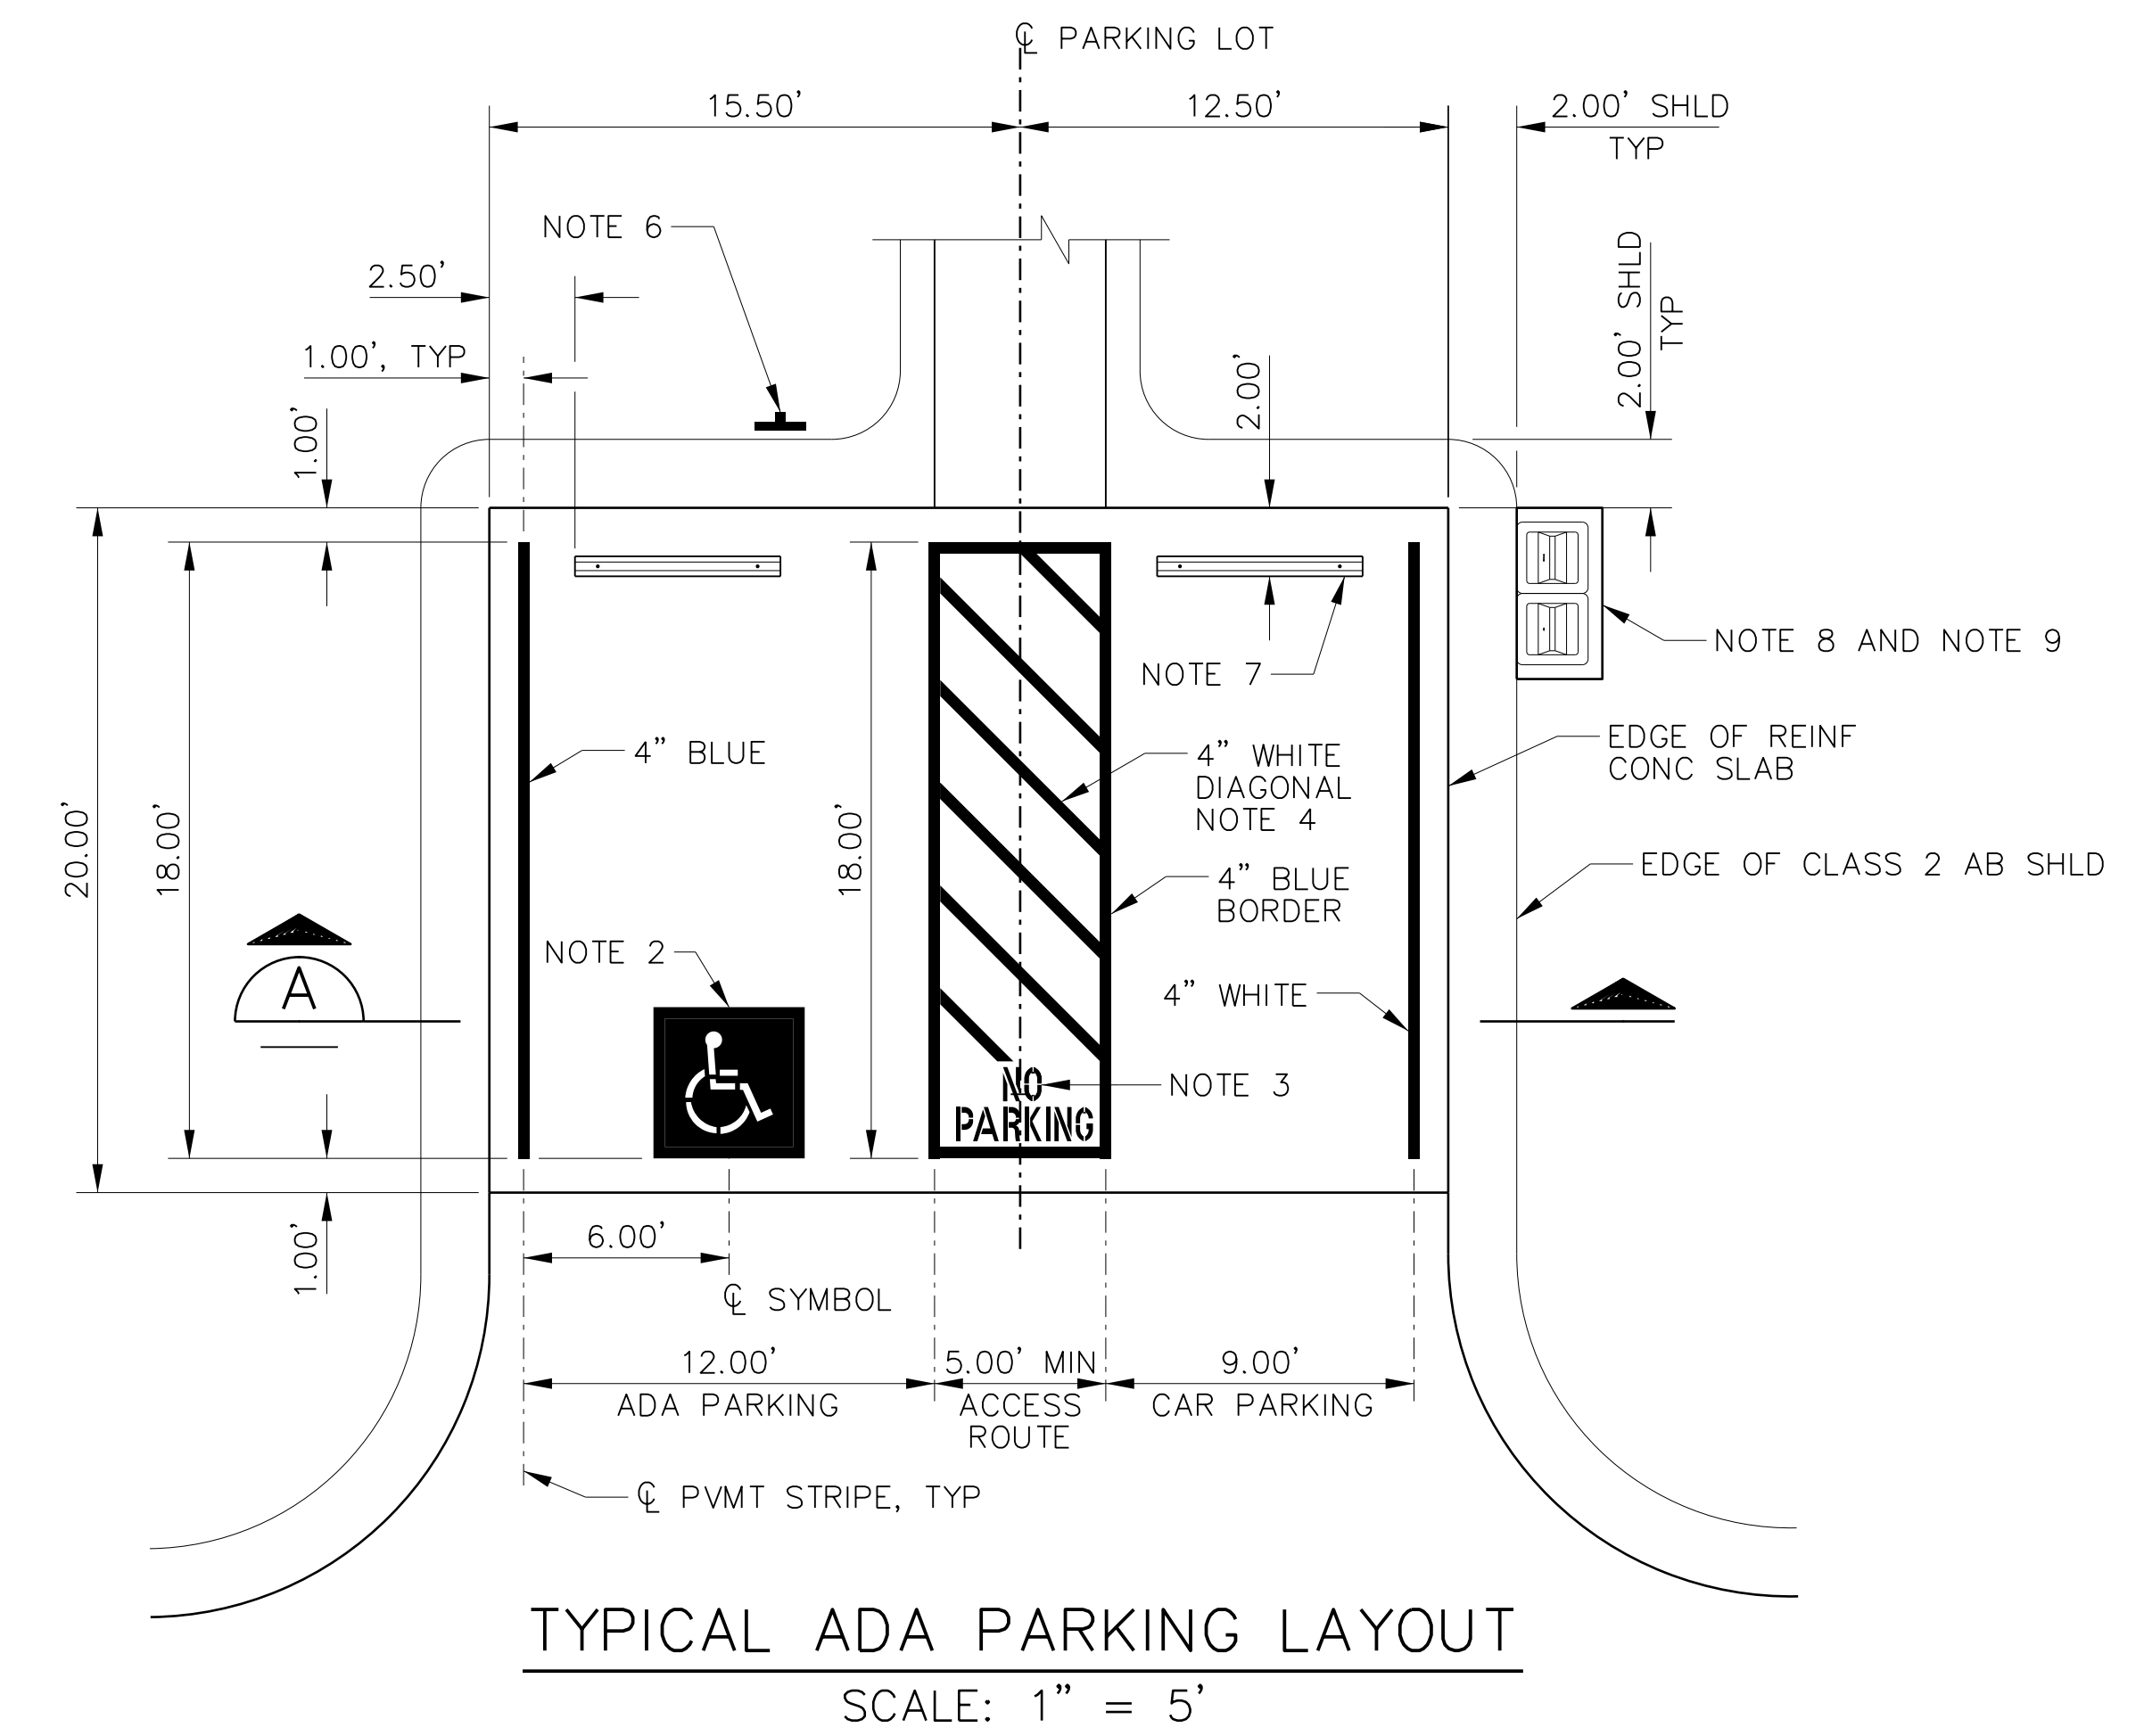 ℄ PARKING LOT
15.50'
12.50'
2.00' SHLD
TYP
NOTE 6
2.50'
1.00', TYP
1.00'
2.00'
2.00' SHLD
TYP
NOTE 7
NOTE 8 AND NOTE 9
4" BLUE
4" WHITE
DIAGONAL
NOTE 4
EDGE OF REINF
CONC SLAB
20.00'
18.00'
18.00'
4" BLUE
BORDER
EDGE OF CLASS 2 AB SHLD
NOTE 2
A
4" WHITE
NO
PARKING
NOTE 3
1.00'
6.00'
℄ SYMBOL
12.00'
ADA PARKING
5.00' MIN
ACCESS
ROUTE
9.00'
CAR PARKING
℄ PVMT STRIPE, TYP
TYPICAL ADA PARKING LAYOUT
SCALE: 1" = 5'